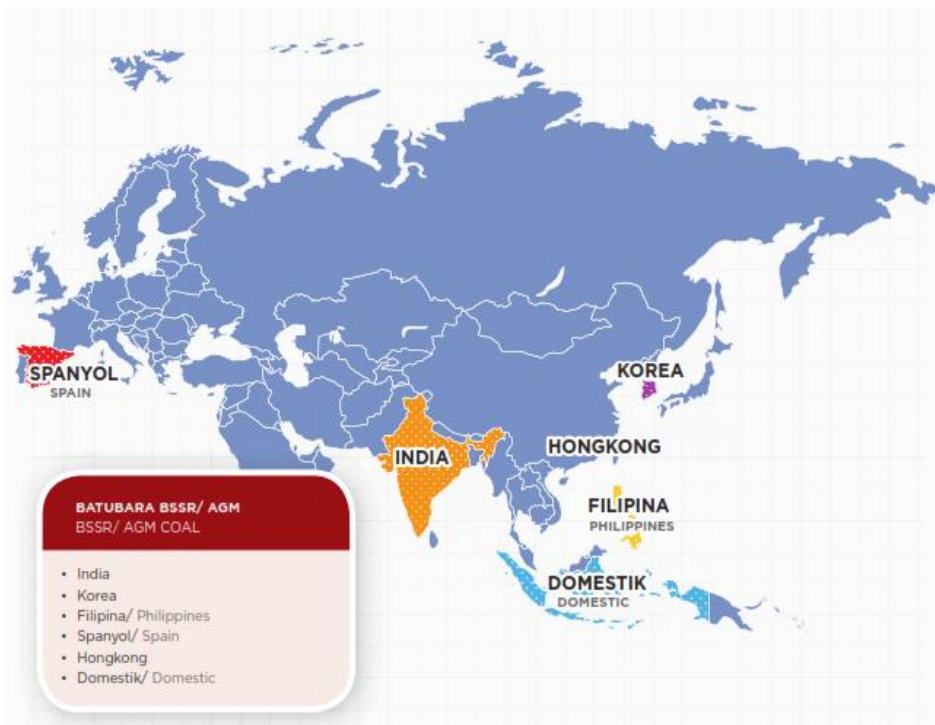 SPANYOL
SPAIN
KOREA
HONGKONG
INDIA
FILIPINA
PHILIPPINES
DOMESTIK
DOMESTIC
BATUBARA BSSR/ AGM
BSSR/ AGM COAL
• India
• Korea
• Filipina/ Philippines
• Spanyol/ Spain
• Hongkong
• Domestik/ Domestic